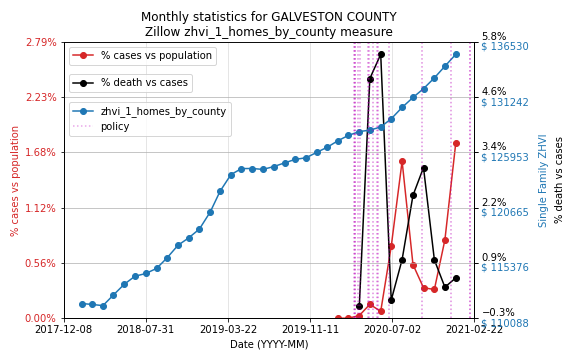 Monthly statistics for GALVESTON COUNTY
Zillow zhvi_1_homes_by_county measure
% cases vs population
% death vs cases
zhvi_1_homes_by_county
policy
2.79%
2.23%
1.68%
1.12%
0.56%
0.00%
% cases vs population
5.8%
$ 136530
4.6%
$ 131242
3.4%
$ 125953
2.2%
$ 120665
0.9%
$ 115376
−0.3%
$ 110088
Single Family ZHVI
% death vs cases
2017-12-08
2018-07-31
2019-03-22
2019-11-11
2020-07-02
2021-02-22
Date (YYYY-MM)